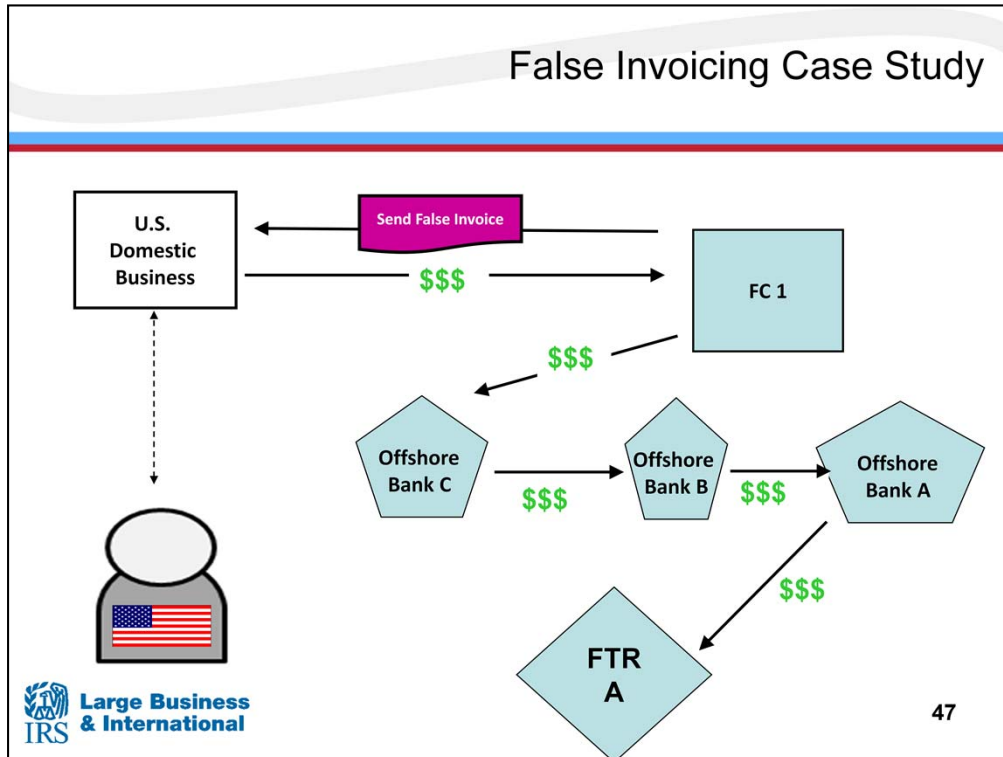 False Invoicing Case Study
U.S.
Domestic
Business
Send False Invoice
$$$
FC 1
$$$
Offshore
Bank C
$$$
Offshore
Bank B
$$$
Offshore
Bank A
$$$
FTR
A
IRS
Large Business
& International
47